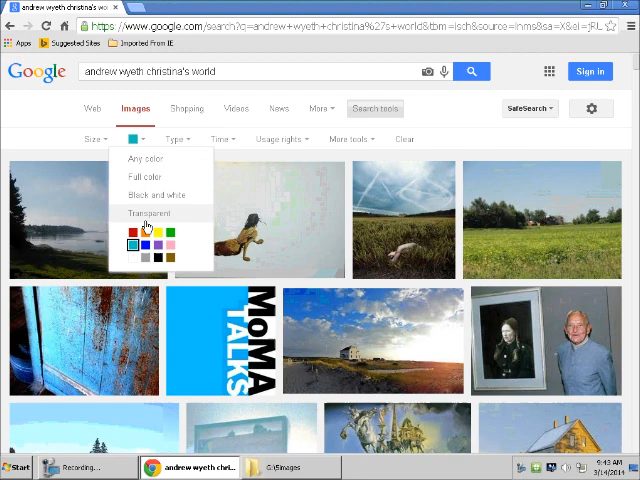 andrew wyeth christina's wo
https://www.google.com/search?q=andrew+wyeth+christina%27s+world&tbm=isch&source=lnms&sa=X&ei=jRU
Apps Suggested Sites Imported From IE
Google andrew wyeth christina's world Sign in
Web Images Shopping Videos News More Search tools SafeSearch
Size Type Time Usage rights More tools Clear
Any color
Full color
Black and white
Transparent
MoMA
TALKS
Start Recording... andrew wyeth chri... G:\5images 9:43 AM
3/14/2014